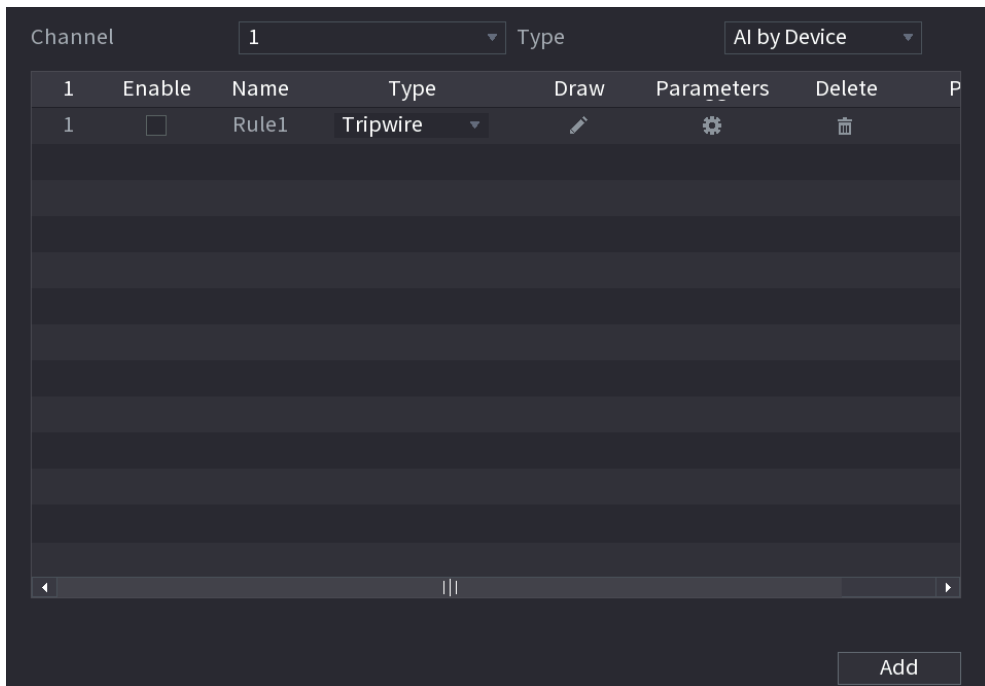 Channel 1 Type AI by Device
1 Enable Name Type Draw Parameters Delete P
1 Rule1 Tripwire
Add